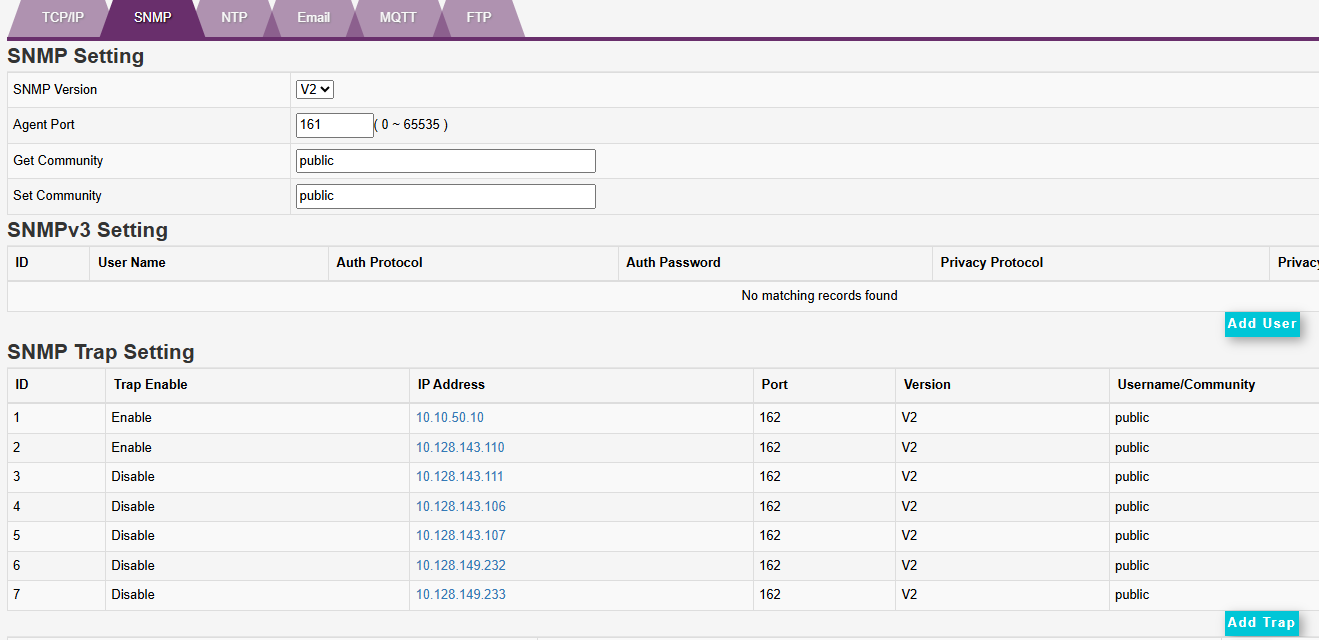 TCP/IP SNMP NTP Email MQTT FTP
SNMP Setting
SNMP Version V2
Agent Port 161 ( 0 ~ 65535 )
Get Community public
Set Community public
SNMPv3 Setting
ID User Name Auth Protocol Auth Password Privacy Protocol Privacy
No matching records found
Add User
SNMP Trap Setting
ID Trap Enable IP Address Port Version Username/Community
1 Enable 10.10.50.10 162 V2 public
2 Enable 10.128.143.110 162 V2 public
3 Disable 10.128.143.111 162 V2 public
4 Disable 10.128.143.106 162 V2 public
5 Disable 10.128.143.107 162 V2 public
6 Disable 10.128.149.232 162 V2 public
7 Disable 10.128.149.233 162 V2 public
Add Trap